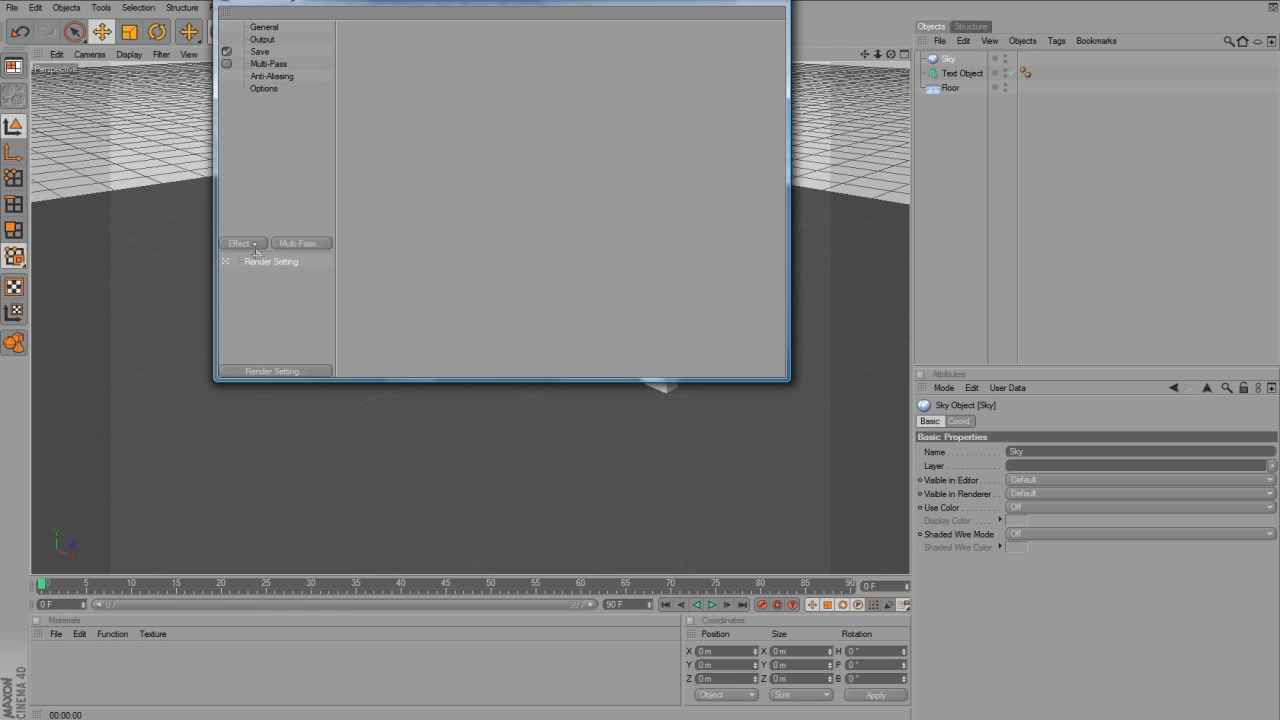 File Edit Objects Tools Selection Structure
Edit Cameras Display Filter View
Perspective
General
Output
Save
Multi-Pass
Anti-Aliasing
Options
Effect Multi-Pass...
Render Setting
Render Setting...
Objects Structure
File Edit View Objects Tags Bookmarks
Sky
Text Object
Floor
Attributes
Mode Edit User Data
Sky Object [Sky]
Basic Coord.
Basic Properties
Name Sky
Layer
Visible in Editor Default
Visible in Renderer Default
Use Color Off
Display Color
Shaded Wire Mode Off
Shaded Wire Color
Y
X
Z
0 5 10 15 20 25 30 35 40 45 50 55 60 65 70 75 80 85 90 0 F
0 F 0 F 90 F 90 F
Materials
File Edit Function Texture
Coordinates
Position Size Rotation
X 0 m X 0 m H 0 °
Y 0 m Y 0 m P 0 °
Z 0 m Z 0 m B 0 °
Object Size Apply
MAXON
CINEMA 4D
00:00:00